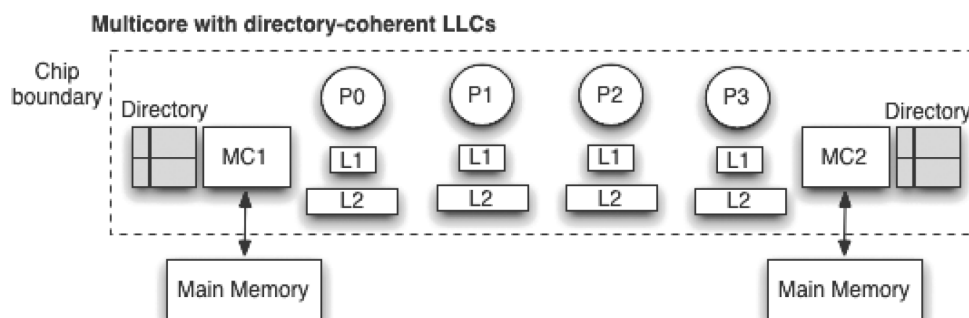 Multicore with directory-coherent LLCs
Chip
boundary
Directory
MC1
P0
P1
P2
P3
L1
L1
L1
L1
L2
L2
L2
L2
MC2
Directory
Main Memory
Main Memory